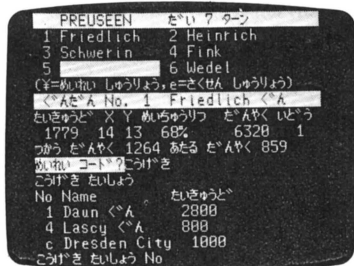 PREUSEEN だい 7 ターン
1 Friedlich 2 Heinrich
3 Schwerin 4 Fink
5 6 Wedel
(¥=めいれい しゅうりょう,e=さくせん しゅうりょう)
ぐんだん No. 1 Friedlich ぐん
たいきゅうど X Y めいちゅうりつ だんやく いどう
1779 14 13 68% 6320 1
つかう だんやく 1264 あたる だんやく 859
めいれい コード?こうげき
こうげき たいしょう
No Name たいきゅうど
1 Daun ぐん 2800
4 Lascy ぐん 800
c Dresden City 1000
こうげき たいしょう No